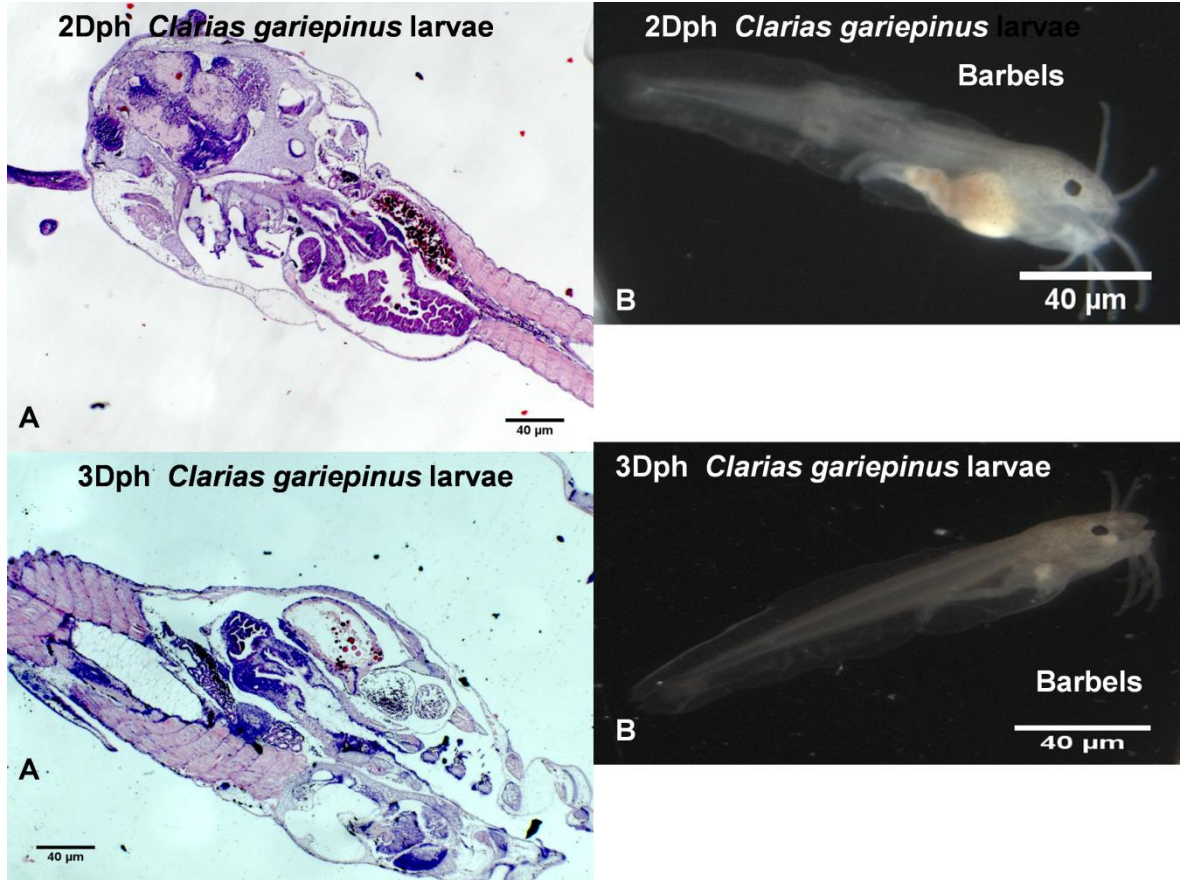 2Dph Clarias gariepinus larvae
A
40 µm
2Dph Clarias gariepinus larvae
Barbels
B
40 µm
3Dph Clarias gariepinus larvae
A
40 µm
3Dph Clarias gariepinus larvae
Barbels
B
40 µm